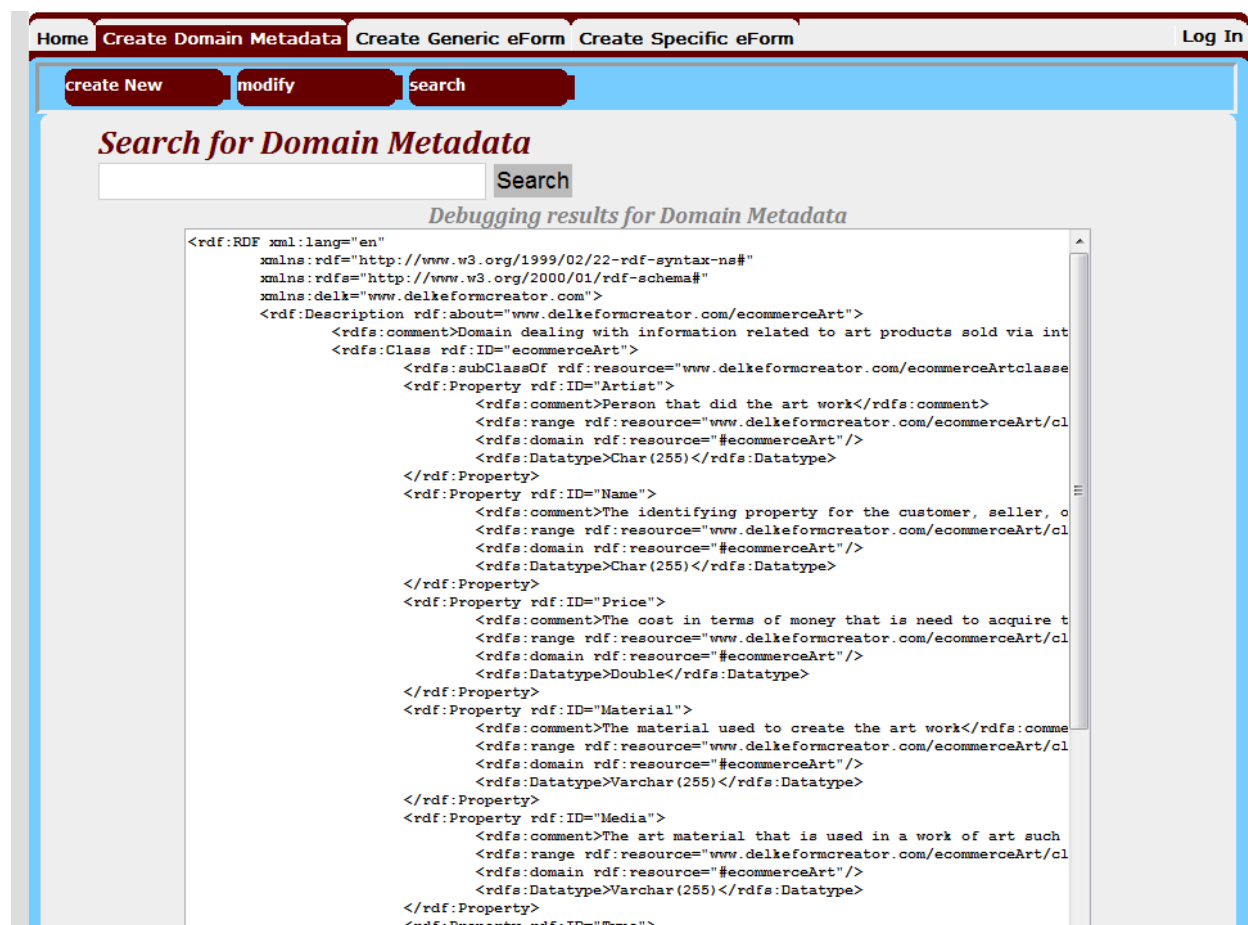 Home Create Domain Metadata Create Generic eForm Create Specific eForm Log In
create New modify search
Search for Domain Metadata
Search
Debugging results for Domain Metadata
<rdf:RDF xml:lang="en"
xmlns:rdf="http://www.w3.org/1999/02/22-rdf-syntax-ns#"
xmlns:rdfs="http://www.w3.org/2000/01/rdf-schema#"
xmlns:delk="www.delkeformcreator.com">
<rdf:Description rdf:about="www.delkeformcreator.com/ecommerceArt">
<rdfs:comment>Domain dealing with information related to art products sold via int
<rdfs:Class rdf:ID="ecommerceArt">
<rdfs:subClassOf rdf:resource="www.delkeformcreator.com/ecommerceArtclasse
<rdf:Property rdf:ID="Artist">
<rdfs:comment>Person that did the art work</rdfs:comment>
<rdfs:range rdf:resource="www.delkeformcreator.com/ecommerceArt/cl
<rdfs:domain rdf:resource="#ecommerceArt"/>
<rdfs:Datatype>Char(255)</rdfs:Datatype>
</rdf:Property>
<rdf:Property rdf:ID="Name">
<rdfs:comment>The identifying property for the customer, seller, o
<rdfs:range rdf:resource="www.delkeformcreator.com/ecommerceArt/cl
<rdfs:domain rdf:resource="#ecommerceArt"/>
<rdfs:Datatype>Char(255)</rdfs:Datatype>
</rdf:Property>
<rdf:Property rdf:ID="Price">
<rdfs:comment>The cost in terms of money that is need to acquire t
<rdfs:range rdf:resource="www.delkeformcreator.com/ecommerceArt/cl
<rdfs:domain rdf:resource="#ecommerceArt"/>
<rdfs:Datatype>Double</rdfs:Datatype>
</rdf:Property>
<rdf:Property rdf:ID="Material">
<rdfs:comment>The material used to create the art work</rdfs:comme
<rdfs:range rdf:resource="www.delkeformcreator.com/ecommerceArt/cl
<rdfs:domain rdf:resource="#ecommerceArt"/>
<rdfs:Datatype>Varchar(255)</rdfs:Datatype>
</rdf:Property>
<rdf:Property rdf:ID="Media">
<rdfs:comment>The art material that is used in a work of art such
<rdfs:range rdf:resource="www.delkeformcreator.com/ecommerceArt/cl
<rdfs:domain rdf:resource="#ecommerceArt"/>
<rdfs:Datatype>Varchar(255)</rdfs:Datatype>
</rdf:Property>
<rdf:Property rdf:ID="Type">